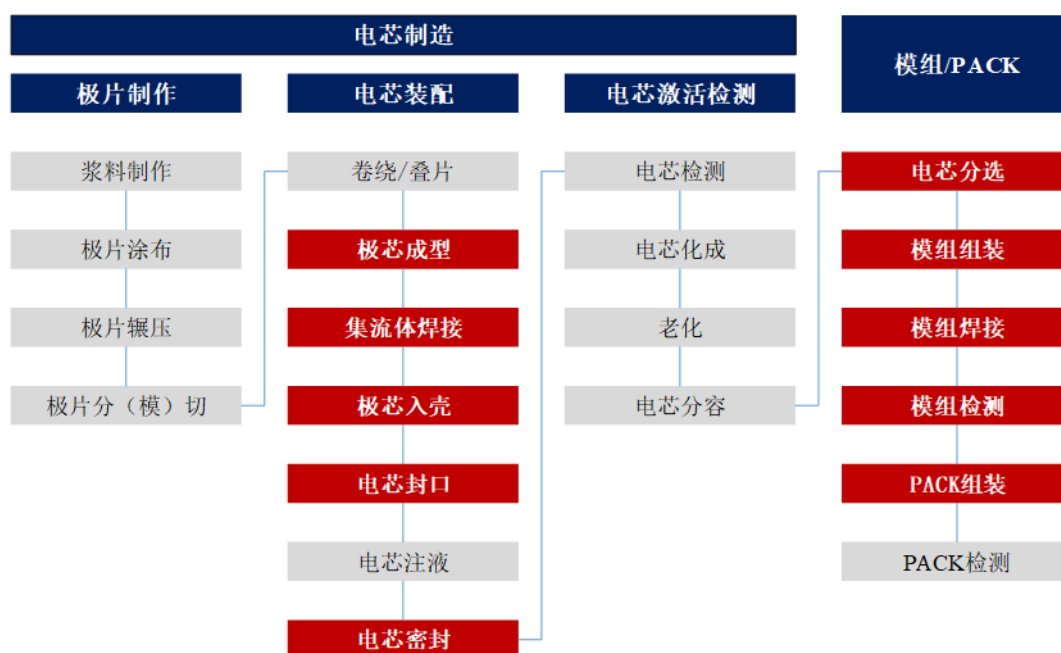 电芯制造
模组/PACK
极片制作
电芯装配
电芯激活检测
浆料制作
极片涂布
极片辗压
极片分（模）切
卷绕/叠片
极芯成型
集流体焊接
极芯入壳
电芯封口
电芯注液
电芯密封
电芯检测
电芯化成
老化
电芯分容
电芯分选
模组组装
模组焊接
模组检测
PACK组装
PACK检测